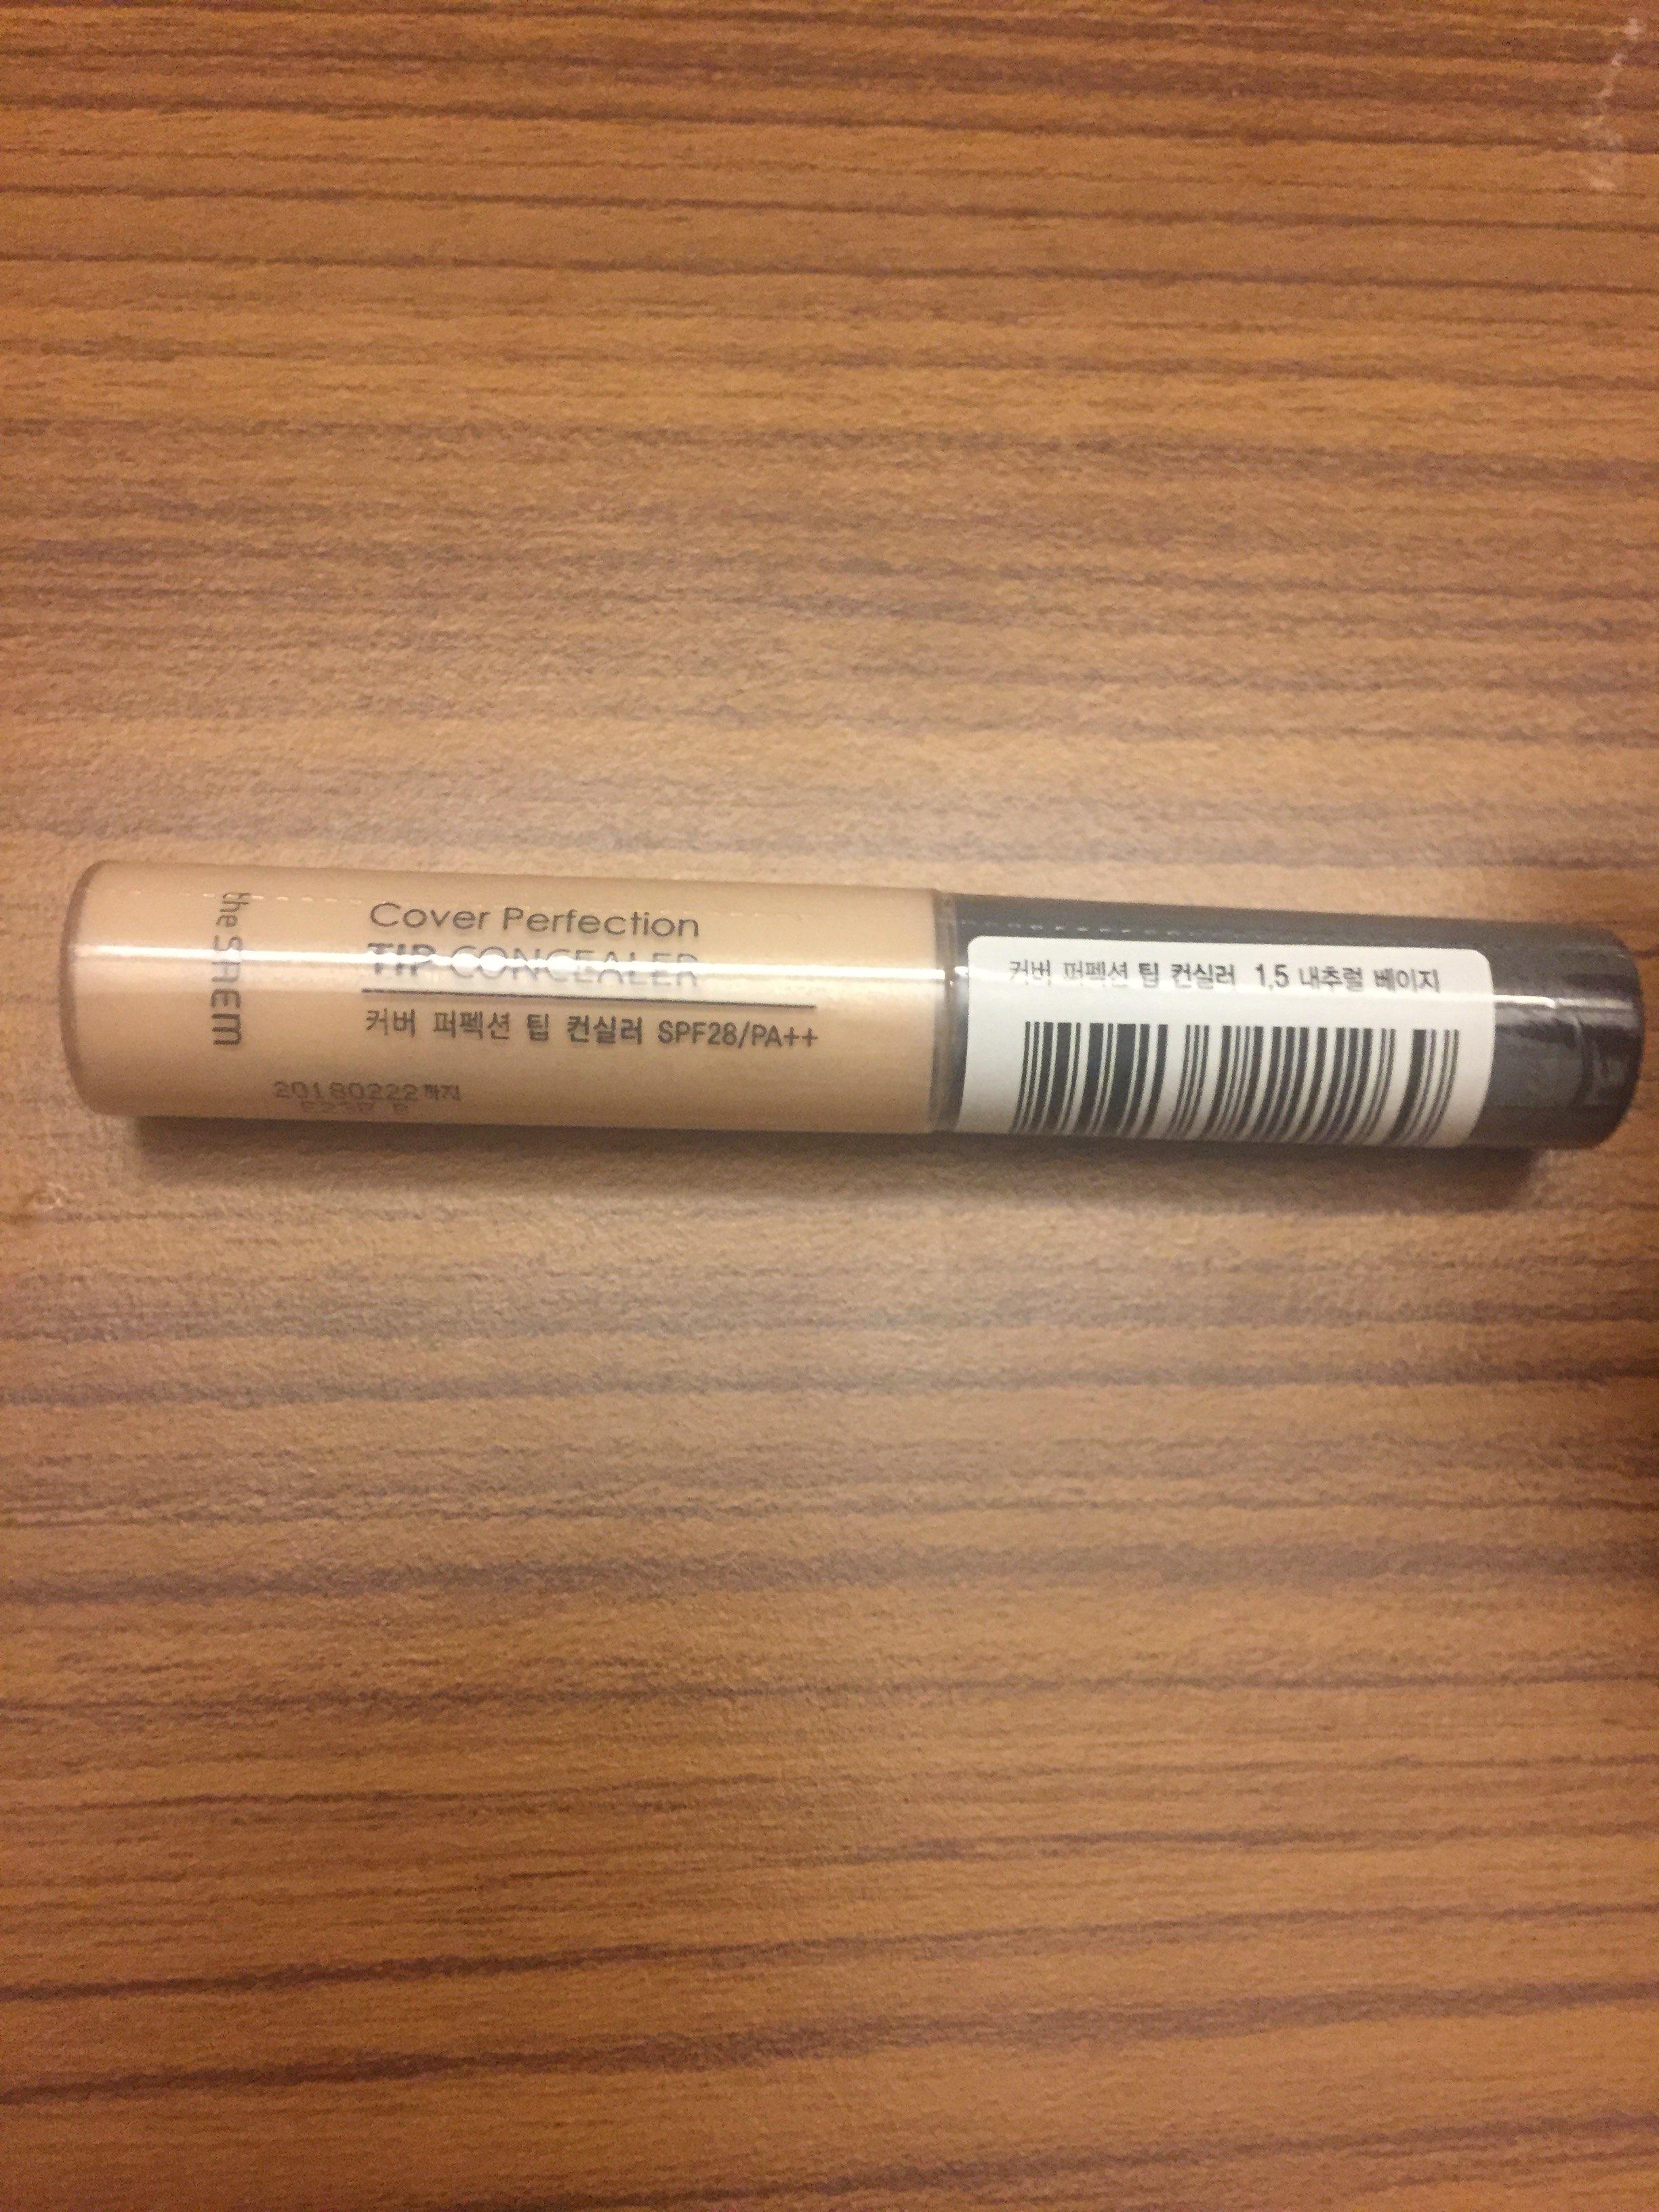 the SAEM
Cover Perfection
TIP CONCEALER
커버 퍼펙션 팁 컨실러 SPF28/PA++
20180222까지
커버 퍼펙션 팁 컨실러 1.5 내추럴 베이지